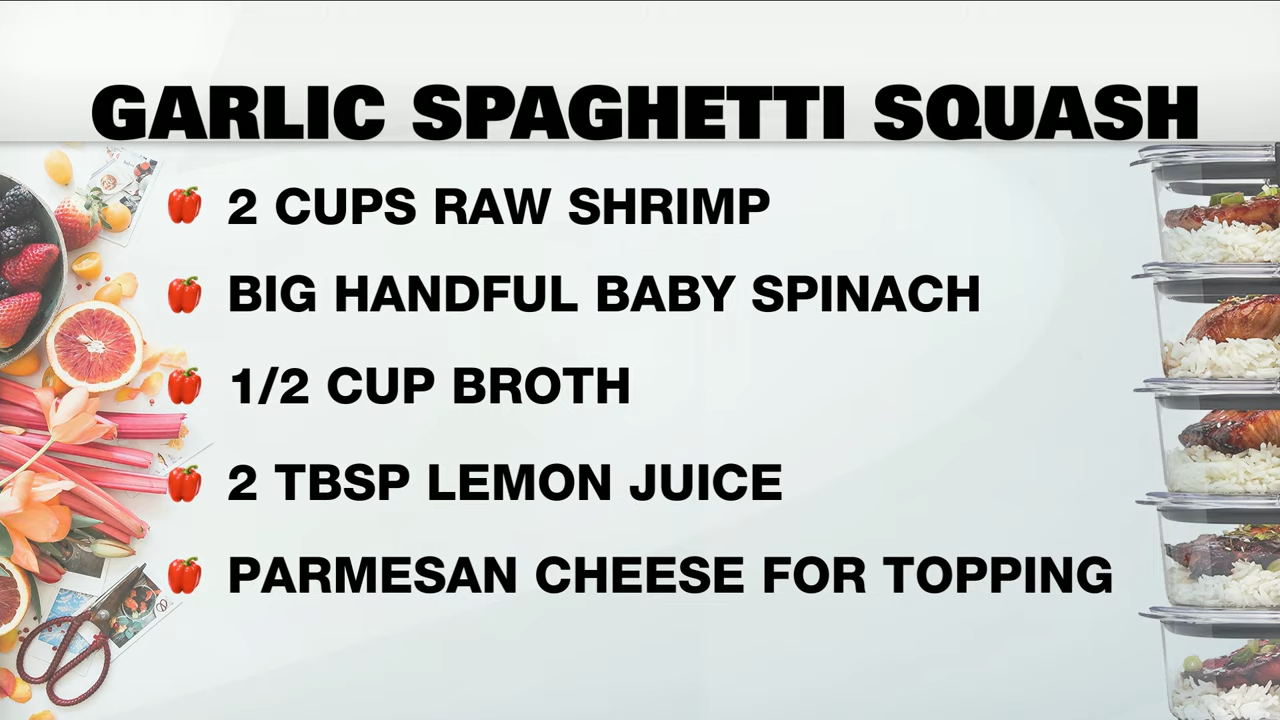 GARLIC SPAGHETTI SQUASH
2 CUPS RAW SHRIMP
BIG HANDFUL BABY SPINACH
1/2 CUP BROTH
2 TBSP LEMON JUICE
PARMESAN CHEESE FOR TOPPING